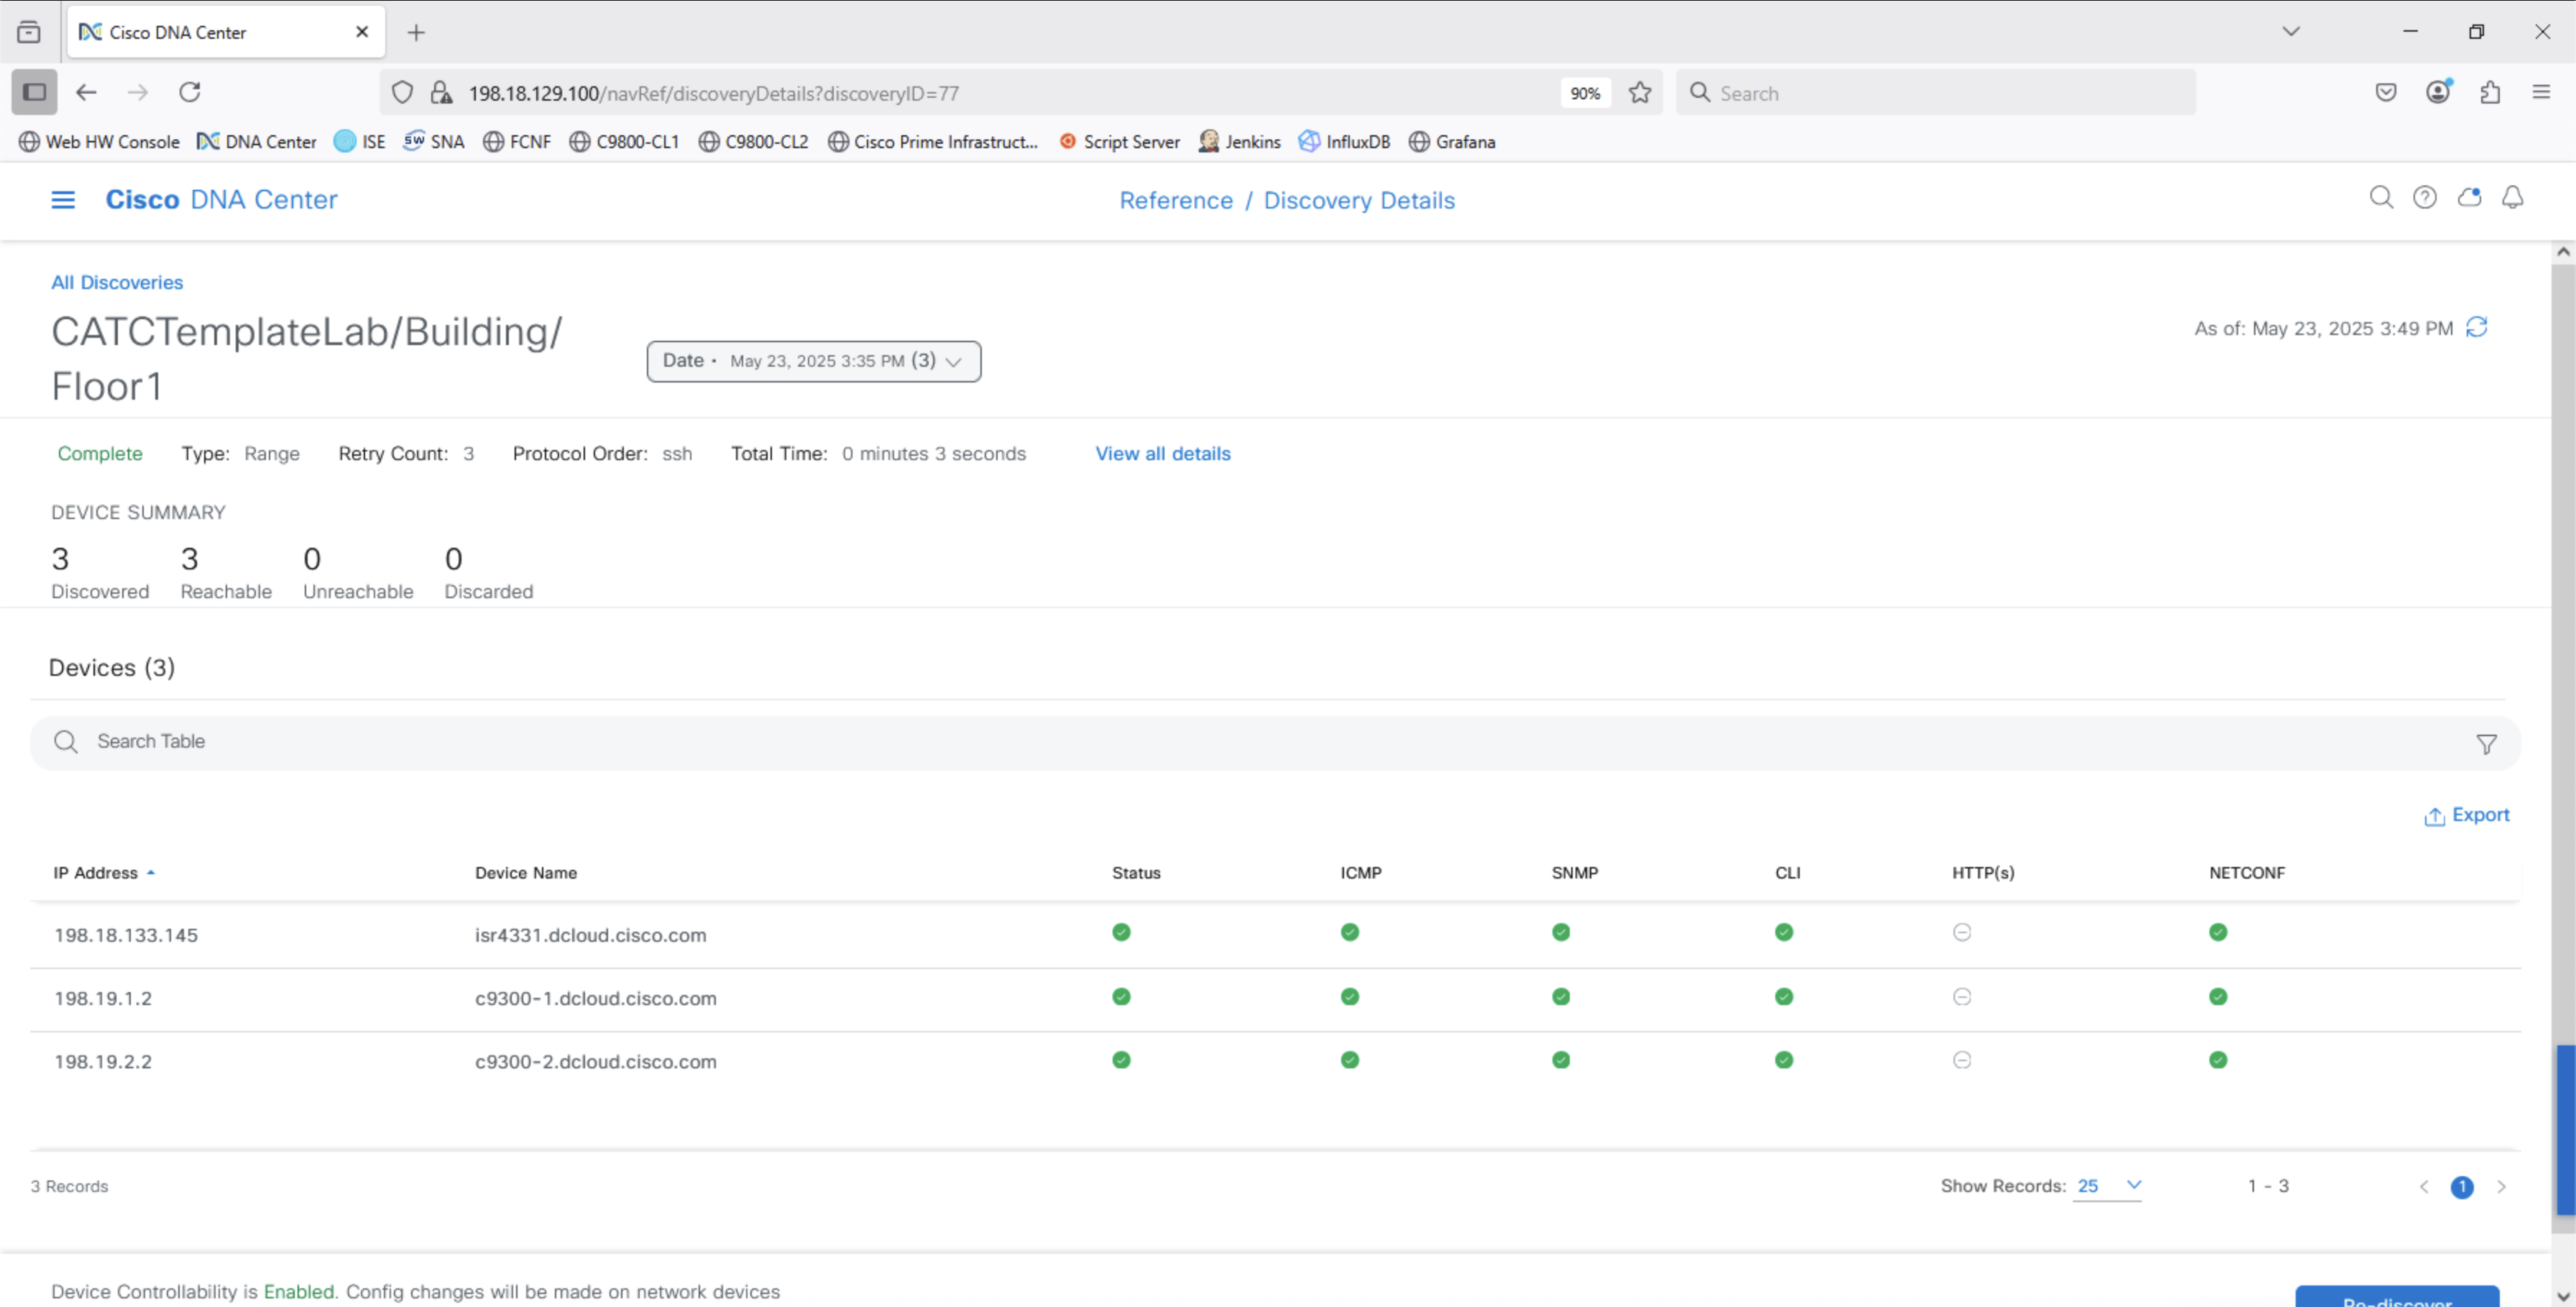 Cisco DNA Center
198.18.129.100/navRef/discoveryDetails?discoveryID=77
90%
Search
Web HW Console DNA Center ISE SNA FCNF C9800-CL1 C9800-CL2 Cisco Prime Infrastruct... Script Server Jenkins InfluxDB Grafana
Cisco DNA Center
Reference / Discovery Details
All Discoveries
CATCTemplateLab/Building/
Floor1
Date · May 23, 2025 3:35 PM (3)
As of: May 23, 2025 3:49 PM
Complete Type: Range Retry Count: 3 Protocol Order: ssh Total Time: 0 minutes 3 seconds View all details
DEVICE SUMMARY
3 3 0 0
Discovered Reachable Unreachable Discarded
Devices (3)
Search Table
Export
IP Address Device Name Status ICMP SNMP CLI HTTP(s) NETCONF
198.18.133.145 isr4331.dcloud.cisco.com
198.19.1.2 c9300-1.dcloud.cisco.com
198.19.2.2 c9300-2.dcloud.cisco.com
3 Records Show Records: 25 1 - 3 1
Device Controllability is Enabled. Config changes will be made on network devices
Re-discover